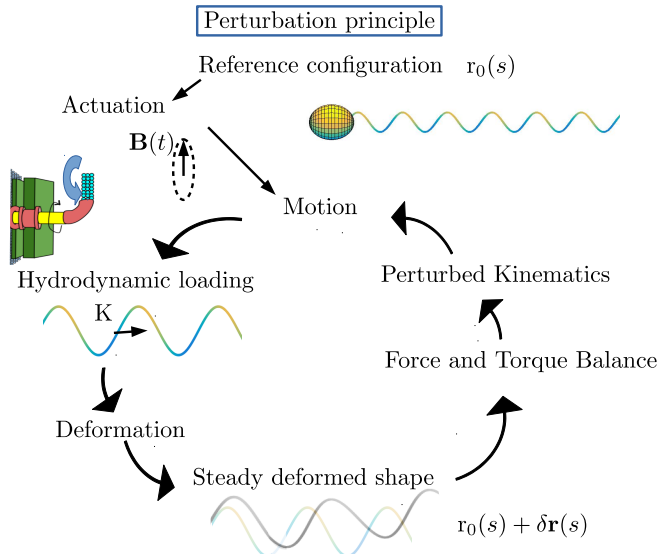 Perturbation principle
Reference configuration r₀(s)
Actuation
B(t)
Motion
Hydrodynamic loading
Perturbed Kinematics
K
Force and Torque Balance
Deformation
Steady deformed shape
r₀(s) + δr(s)